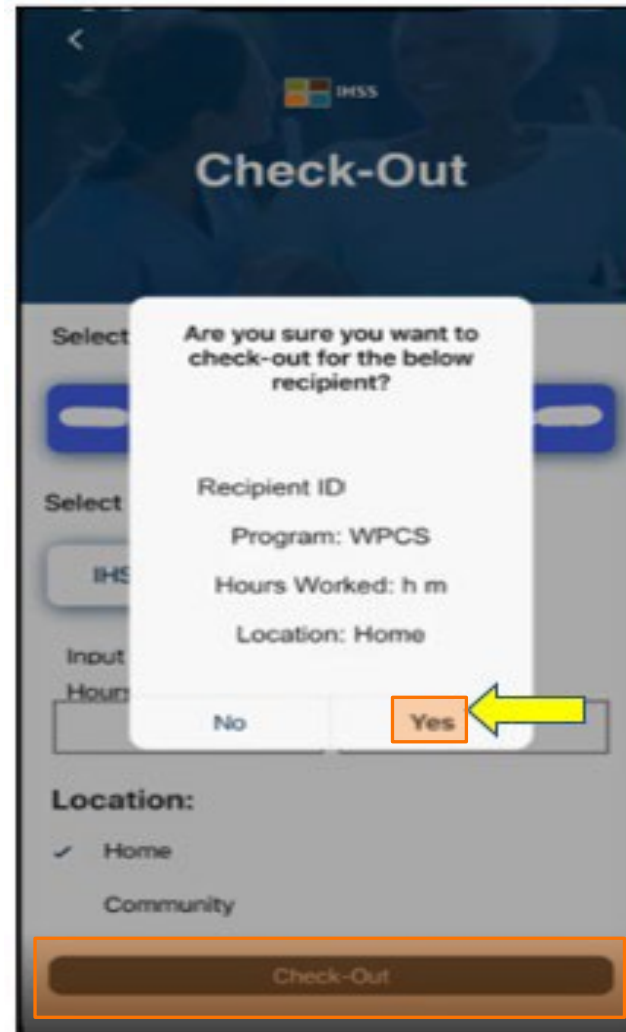 <
IHSS
Check-Out
Select
Are you sure you want to
check-out for the below
recipient?
Recipient ID
Select
Program: WPCS
IHS
Hours Worked: h m
Location: Home
Input
Hours
No
Yes
Location:
✓ Home
Community
Check-Out